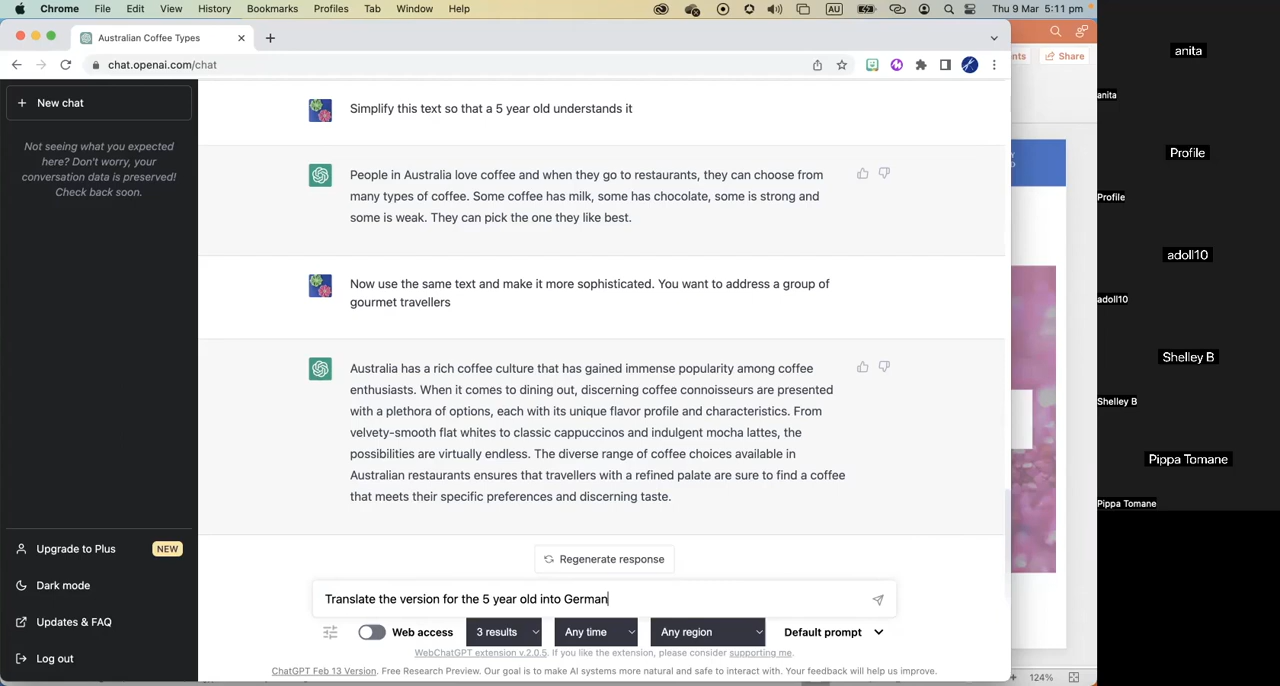 Chrome File Edit View History Bookmarks Profiles Tab Window Help AU Thu 9 Mar 5:11 pm
Australian Coffee Types
chat.openai.com/chat
Share
New chat
Not seeing what you expected
here? Don't worry, your
conversation data is preserved!
Check back soon.
Simplify this text so that a 5 year old understands it
People in Australia love coffee and when they go to restaurants, they can choose from
many types of coffee. Some coffee has milk, some has chocolate, some is strong and
some is weak. They can pick the one they like best.
Now use the same text and make it more sophisticated. You want to address a group of
gourmet travellers
Australia has a rich coffee culture that has gained immense popularity among coffee
enthusiasts. When it comes to dining out, discerning coffee connoisseurs are presented
with a plethora of options, each with its unique flavor profile and characteristics. From
velvety-smooth flat whites to classic cappuccinos and indulgent mocha lattes, the
possibilities are virtually endless. The diverse range of coffee choices available in
Australian restaurants ensures that travellers with a refined palate are sure to find a coffee
that meets their specific preferences and discerning taste.
Regenerate response
Translate the version for the 5 year old into German
Web access 3 results Any time Any region Default prompt
WebChatGPT extension v.2.0.5. If you like the extension, please consider supporting me.
ChatGPT Feb 13 Version. Free Research Preview. Our goal is to make AI systems more natural and safe to interact with. Your feedback will help us improve.
Upgrade to Plus NEW
Dark mode
Updates & FAQ
Log out
124%
anita
anita
Profile
Profile
adoll10
adoll10
Shelley B
Shelley B
Pippa Tomane
Pippa Tomane